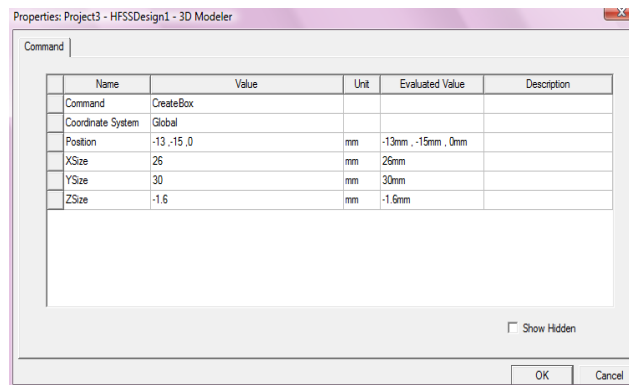 Properties: Project3 - HFSSDesign1 - 3D Modeler
Command
Name Value Unit Evaluated Value Description
Command CreateBox
Coordinate System Global
Position -13 ,-15 ,0 mm -13mm , -15mm , 0mm
XSize 26 mm 26mm
YSize 30 mm 30mm
ZSize -1.6 mm -1.6mm
Show Hidden
OK Cancel